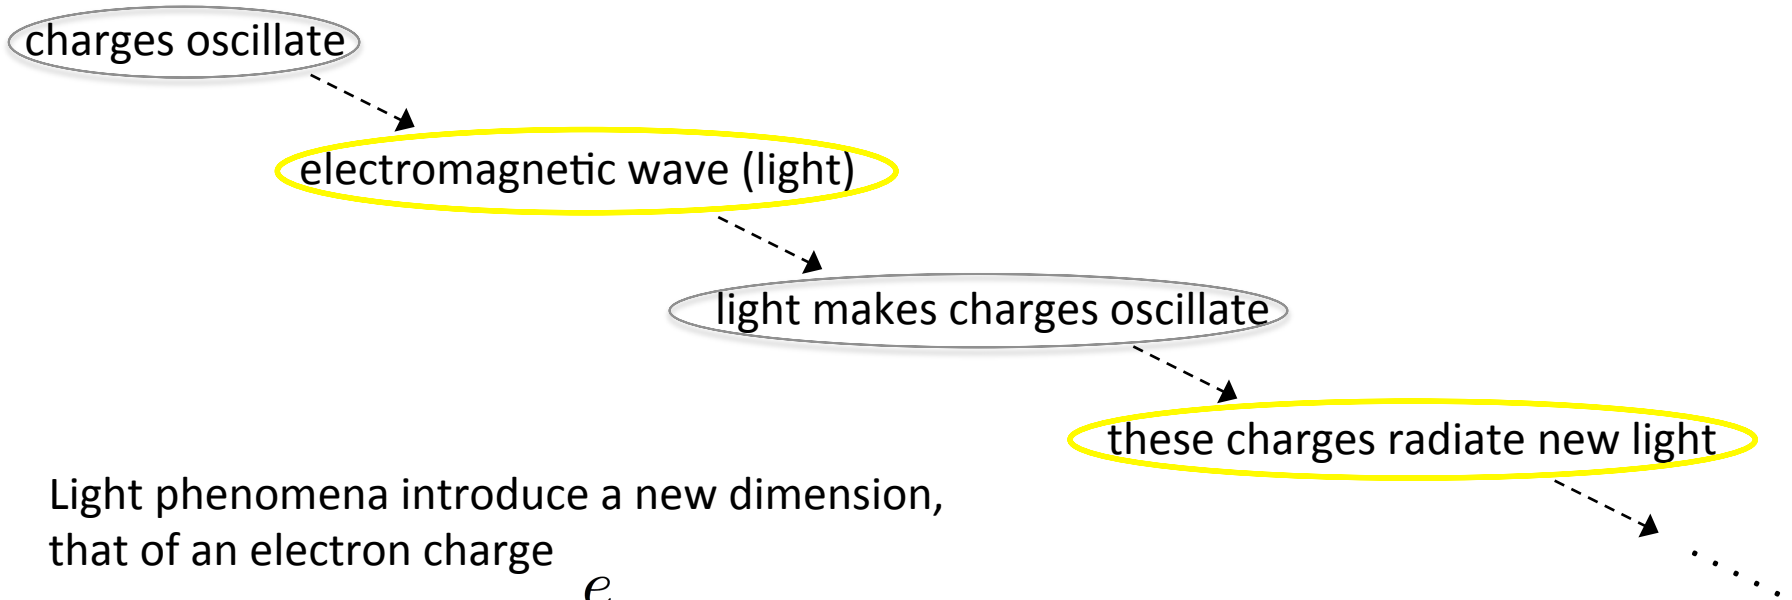 charges oscillate
electromagnetic wave (light)
light makes charges oscillate
these charges radiate new light
Light phenomena introduce a new dimension,
that of an electron charge
e